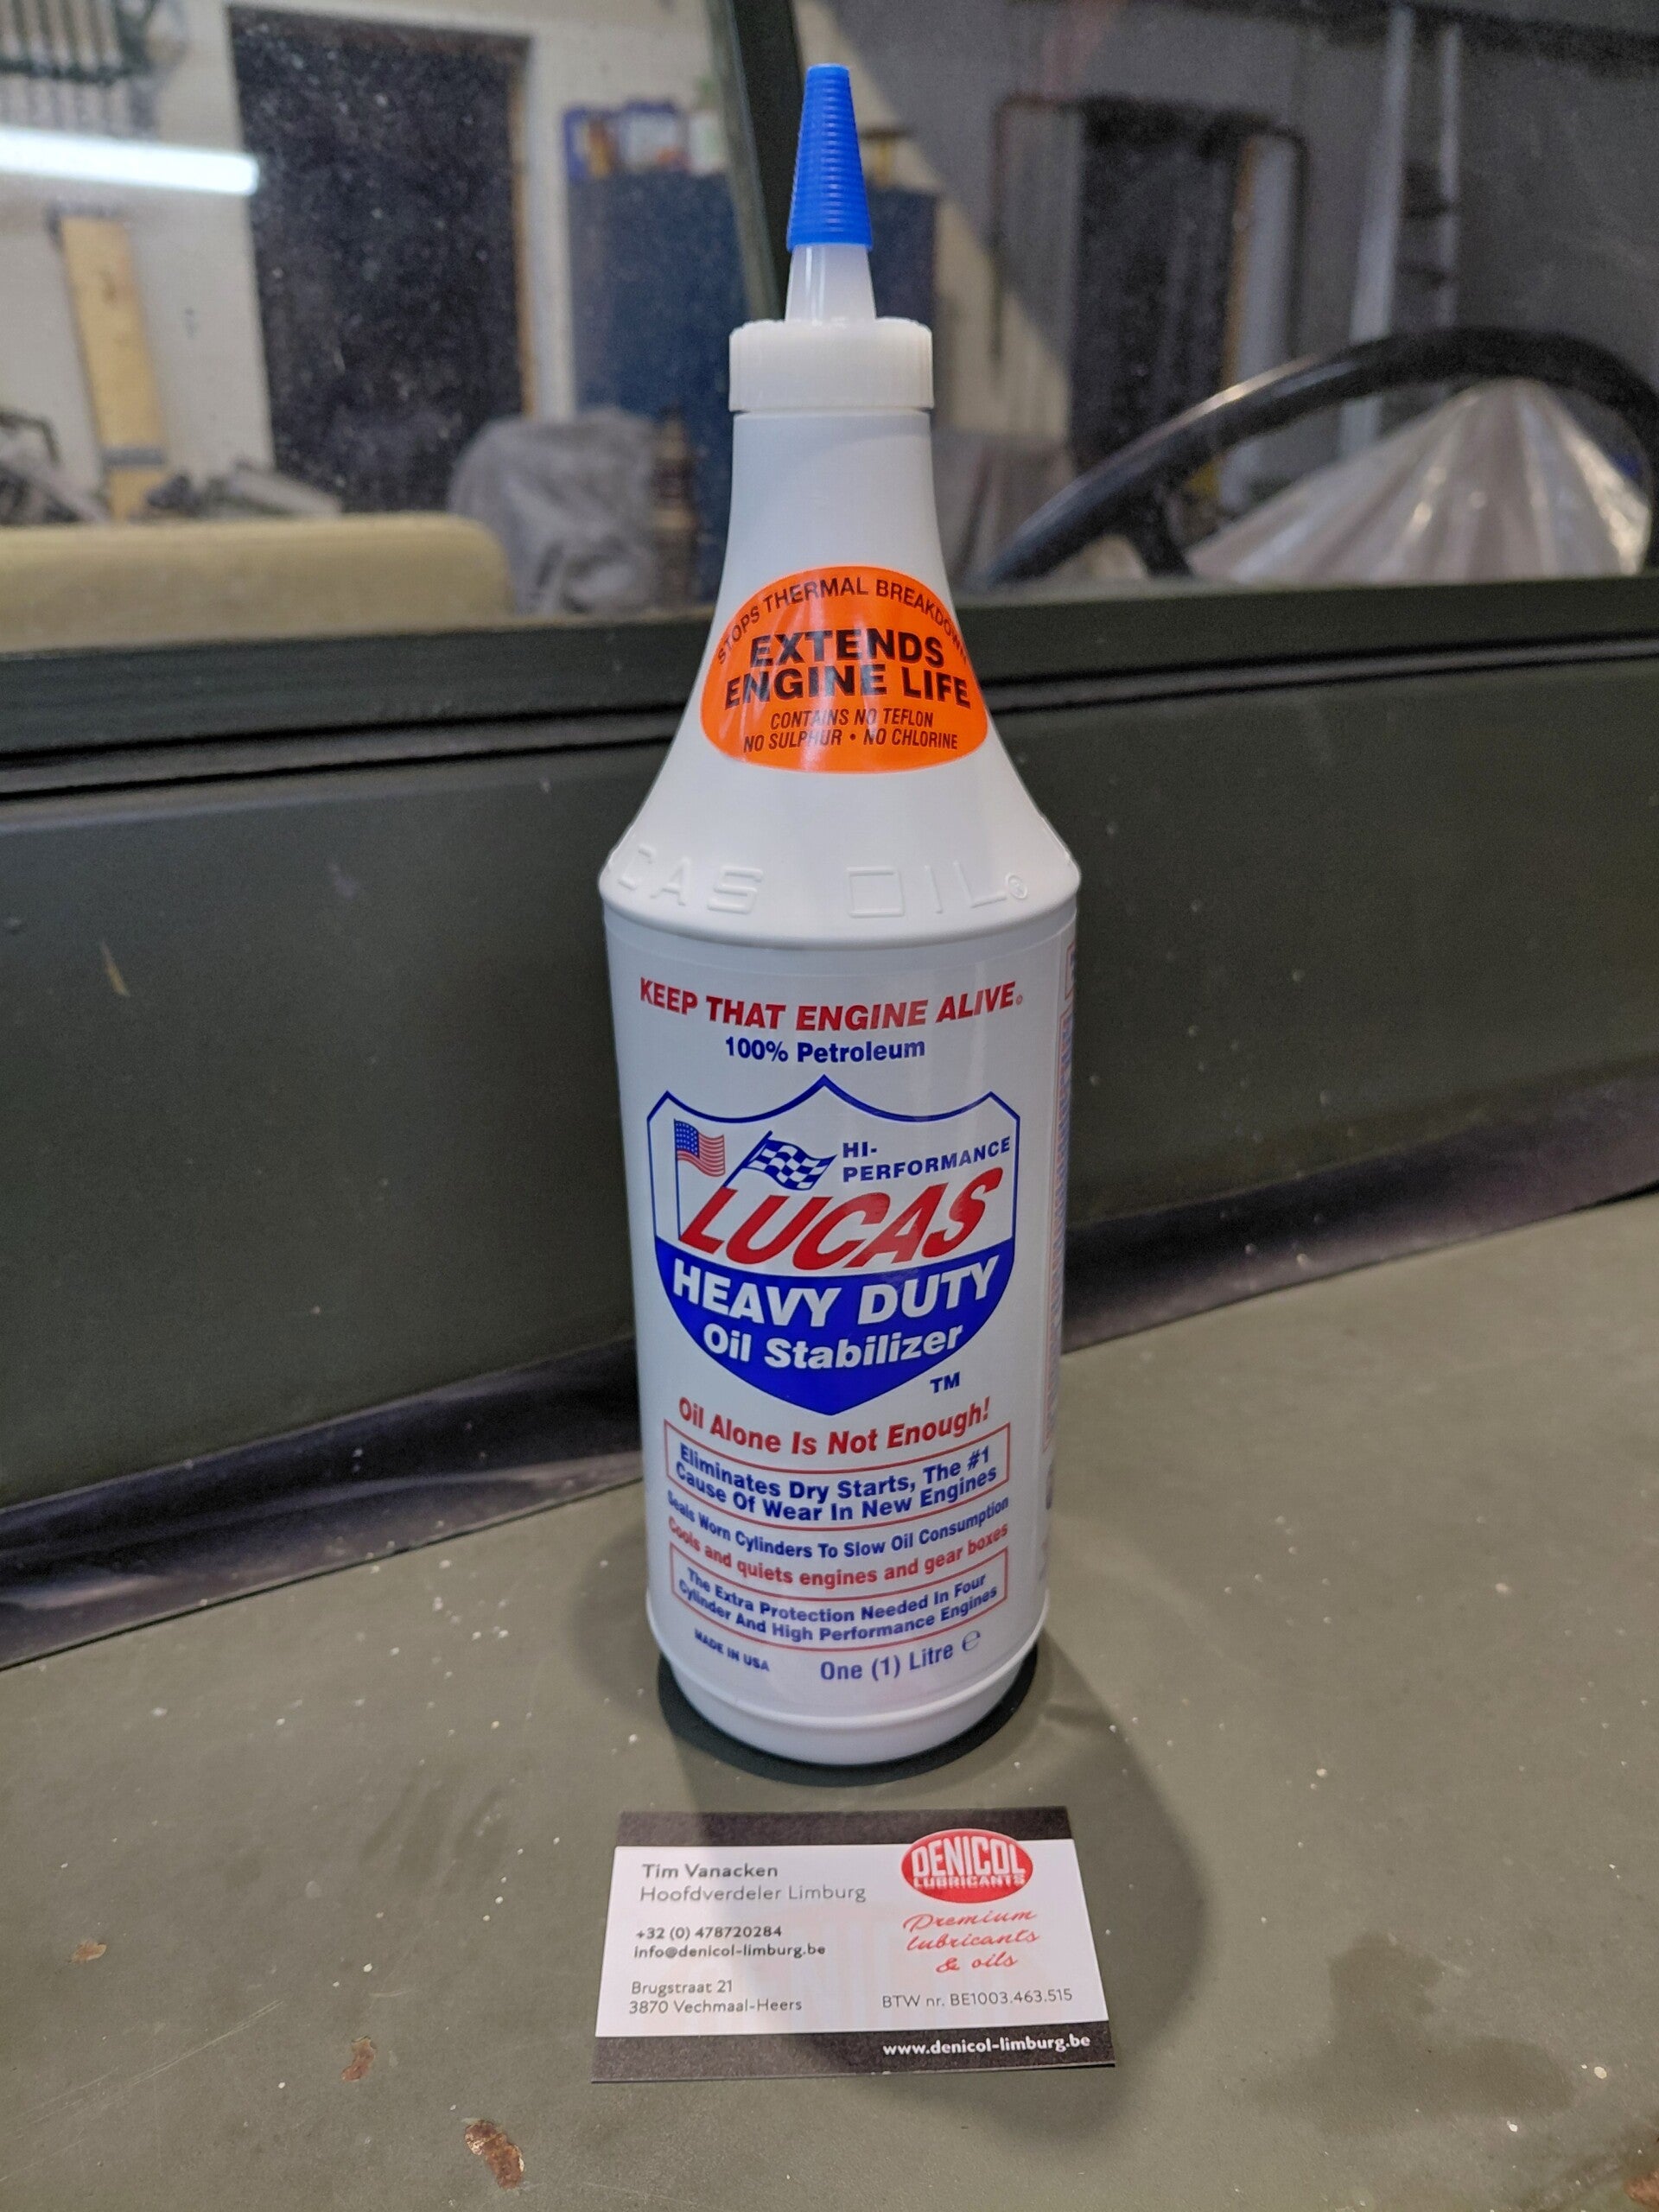 STOPS THERMAL BREAKDOWN
EXTENDS
ENGINE LIFE
CONTAINS NO TEFLON
NO SULPHUR • NO CHLORINE
CAS OIL®
KEEP THAT ENGINE ALIVE®
100% Petroleum
HI-
PERFORMANCE
LUCAS
HEAVY DUTY
Oil Stabilizer
TM
Oil Alone Is Not Enough!
Eliminates Dry Starts, The #1
Cause Of Wear In New Engines
Seals Worn Cylinders To Slow Oil Consumption
Cools and quiets engines and gear boxes
The Extra Protection Needed In Four
Cylinder And High Performance Engines
MADE IN USA
One (1) Litre ℮
Tim Vanacken
Hoofdverdeler Limburg
+32 (0) 478720284
info@denicol-limburg.be
Brugstraat 21
3870 Vechmaal-Heers
DENICOL
LUBRICANTS
Premium
lubricants
& oils
BTW nr. BE1003.463.515
www.denicol-limburg.be